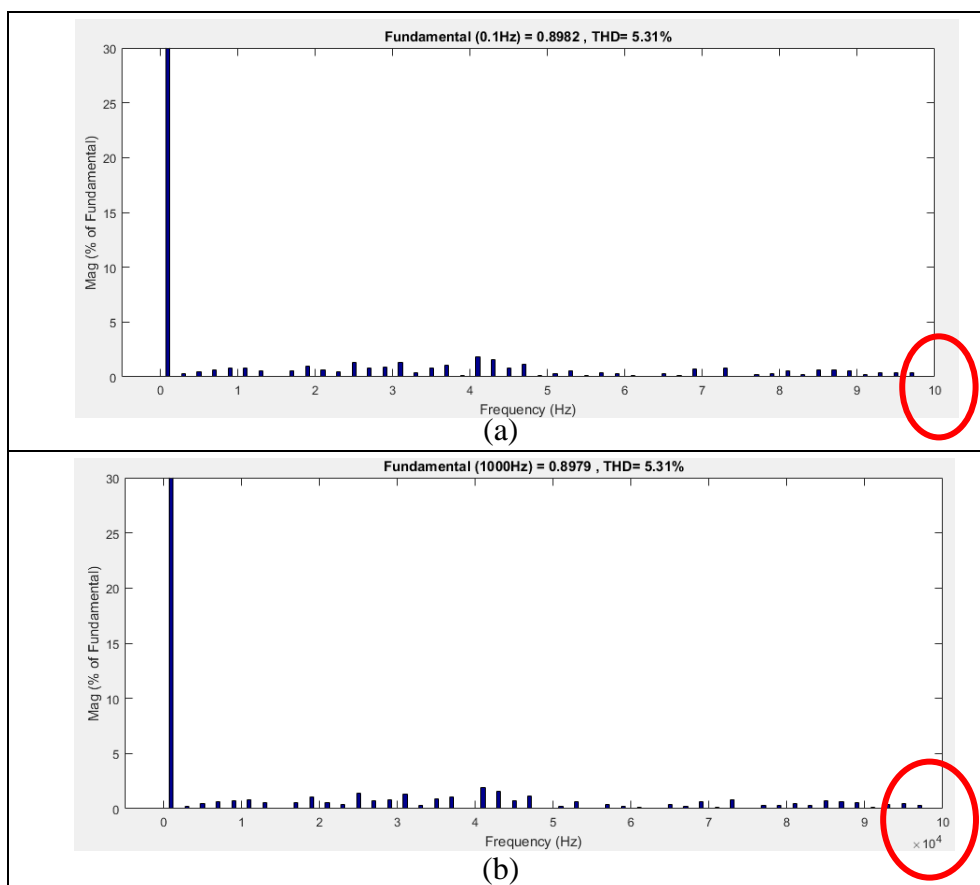 Fundamental (0.1Hz) = 0.8982 , THD= 5.31%
30
25
20
15
10
5
0
Mag (% of Fundamental)
0 1 2 3 4 5 6 7 8 9 10
Frequency (Hz)
(a)
Fundamental (1000Hz) = 0.8979 , THD= 5.31%
30
25
20
15
10
5
0
Mag (% of Fundamental)
0 1 2 3 4 5 6 7 8 9 10
Frequency (Hz)
×10^4
(b)